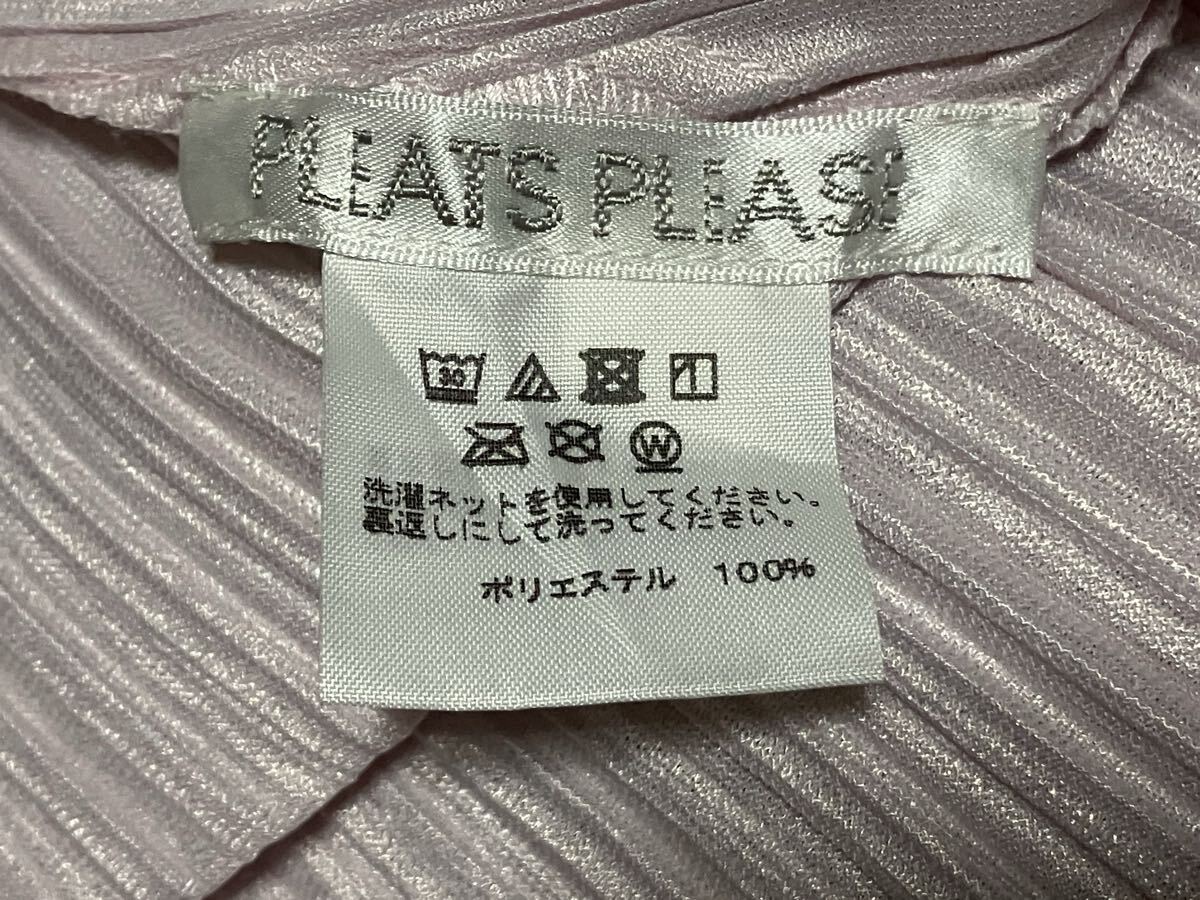 PLEATS PLEASE
30
W
洗濯ネットを使用してください。
裏返しにして洗ってください。
ポリエステル 100%